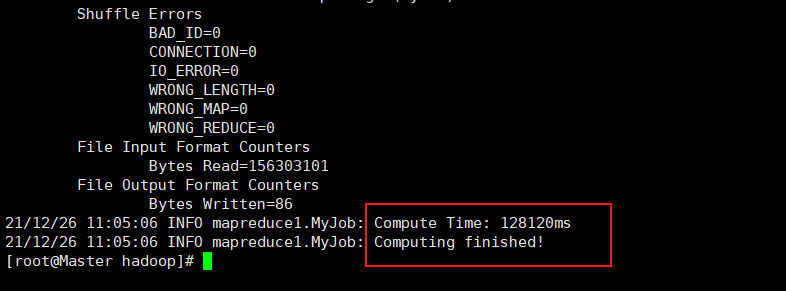 Shuffle Errors
BAD_ID=0
CONNECTION=0
IO_ERROR=0
WRONG_LENGTH=0
WRONG_MAP=0
WRONG_REDUCE=0
File Input Format Counters
Bytes Read=156303101
File Output Format Counters
Bytes Written=86
21/12/26 11:05:06 INFO mapreduce1.MyJob: Compute Time: 128120ms
21/12/26 11:05:06 INFO mapreduce1.MyJob: Computing finished!
[root@Master hadoop]#